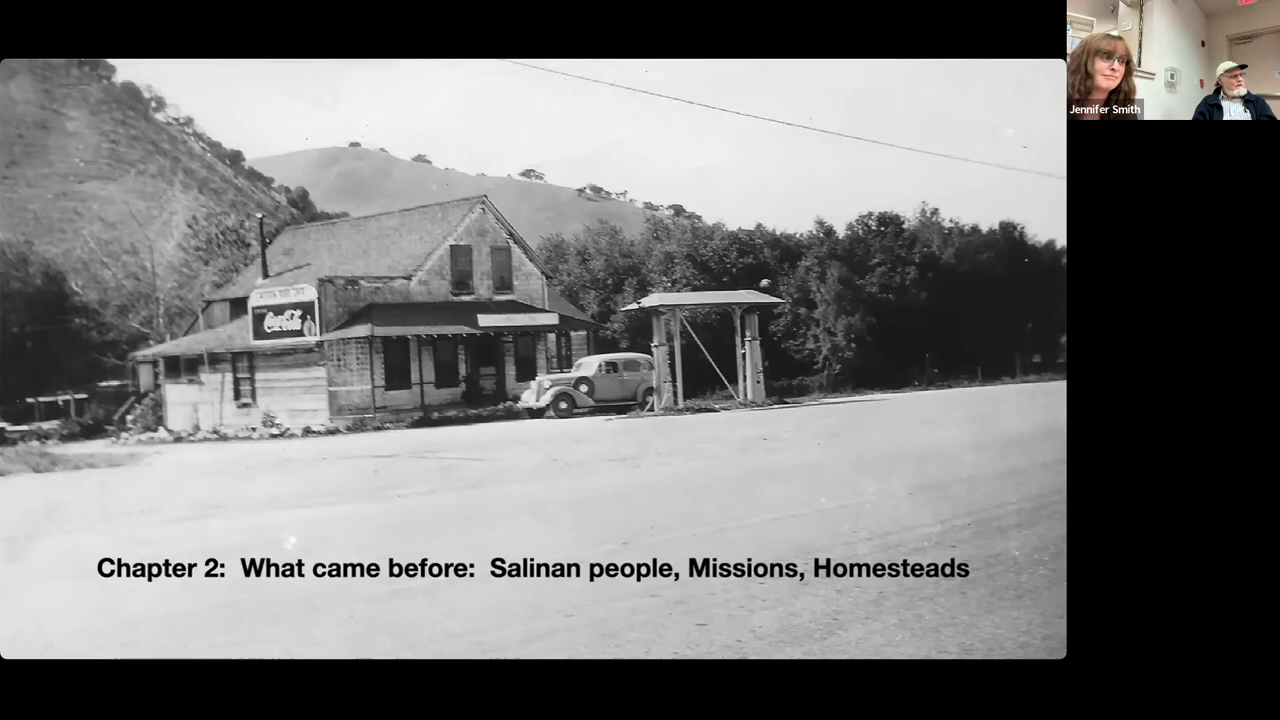 Coca-Cola
Chapter 2:  What came before:  Salinan people, Missions, Homesteads
Jennifer Smith